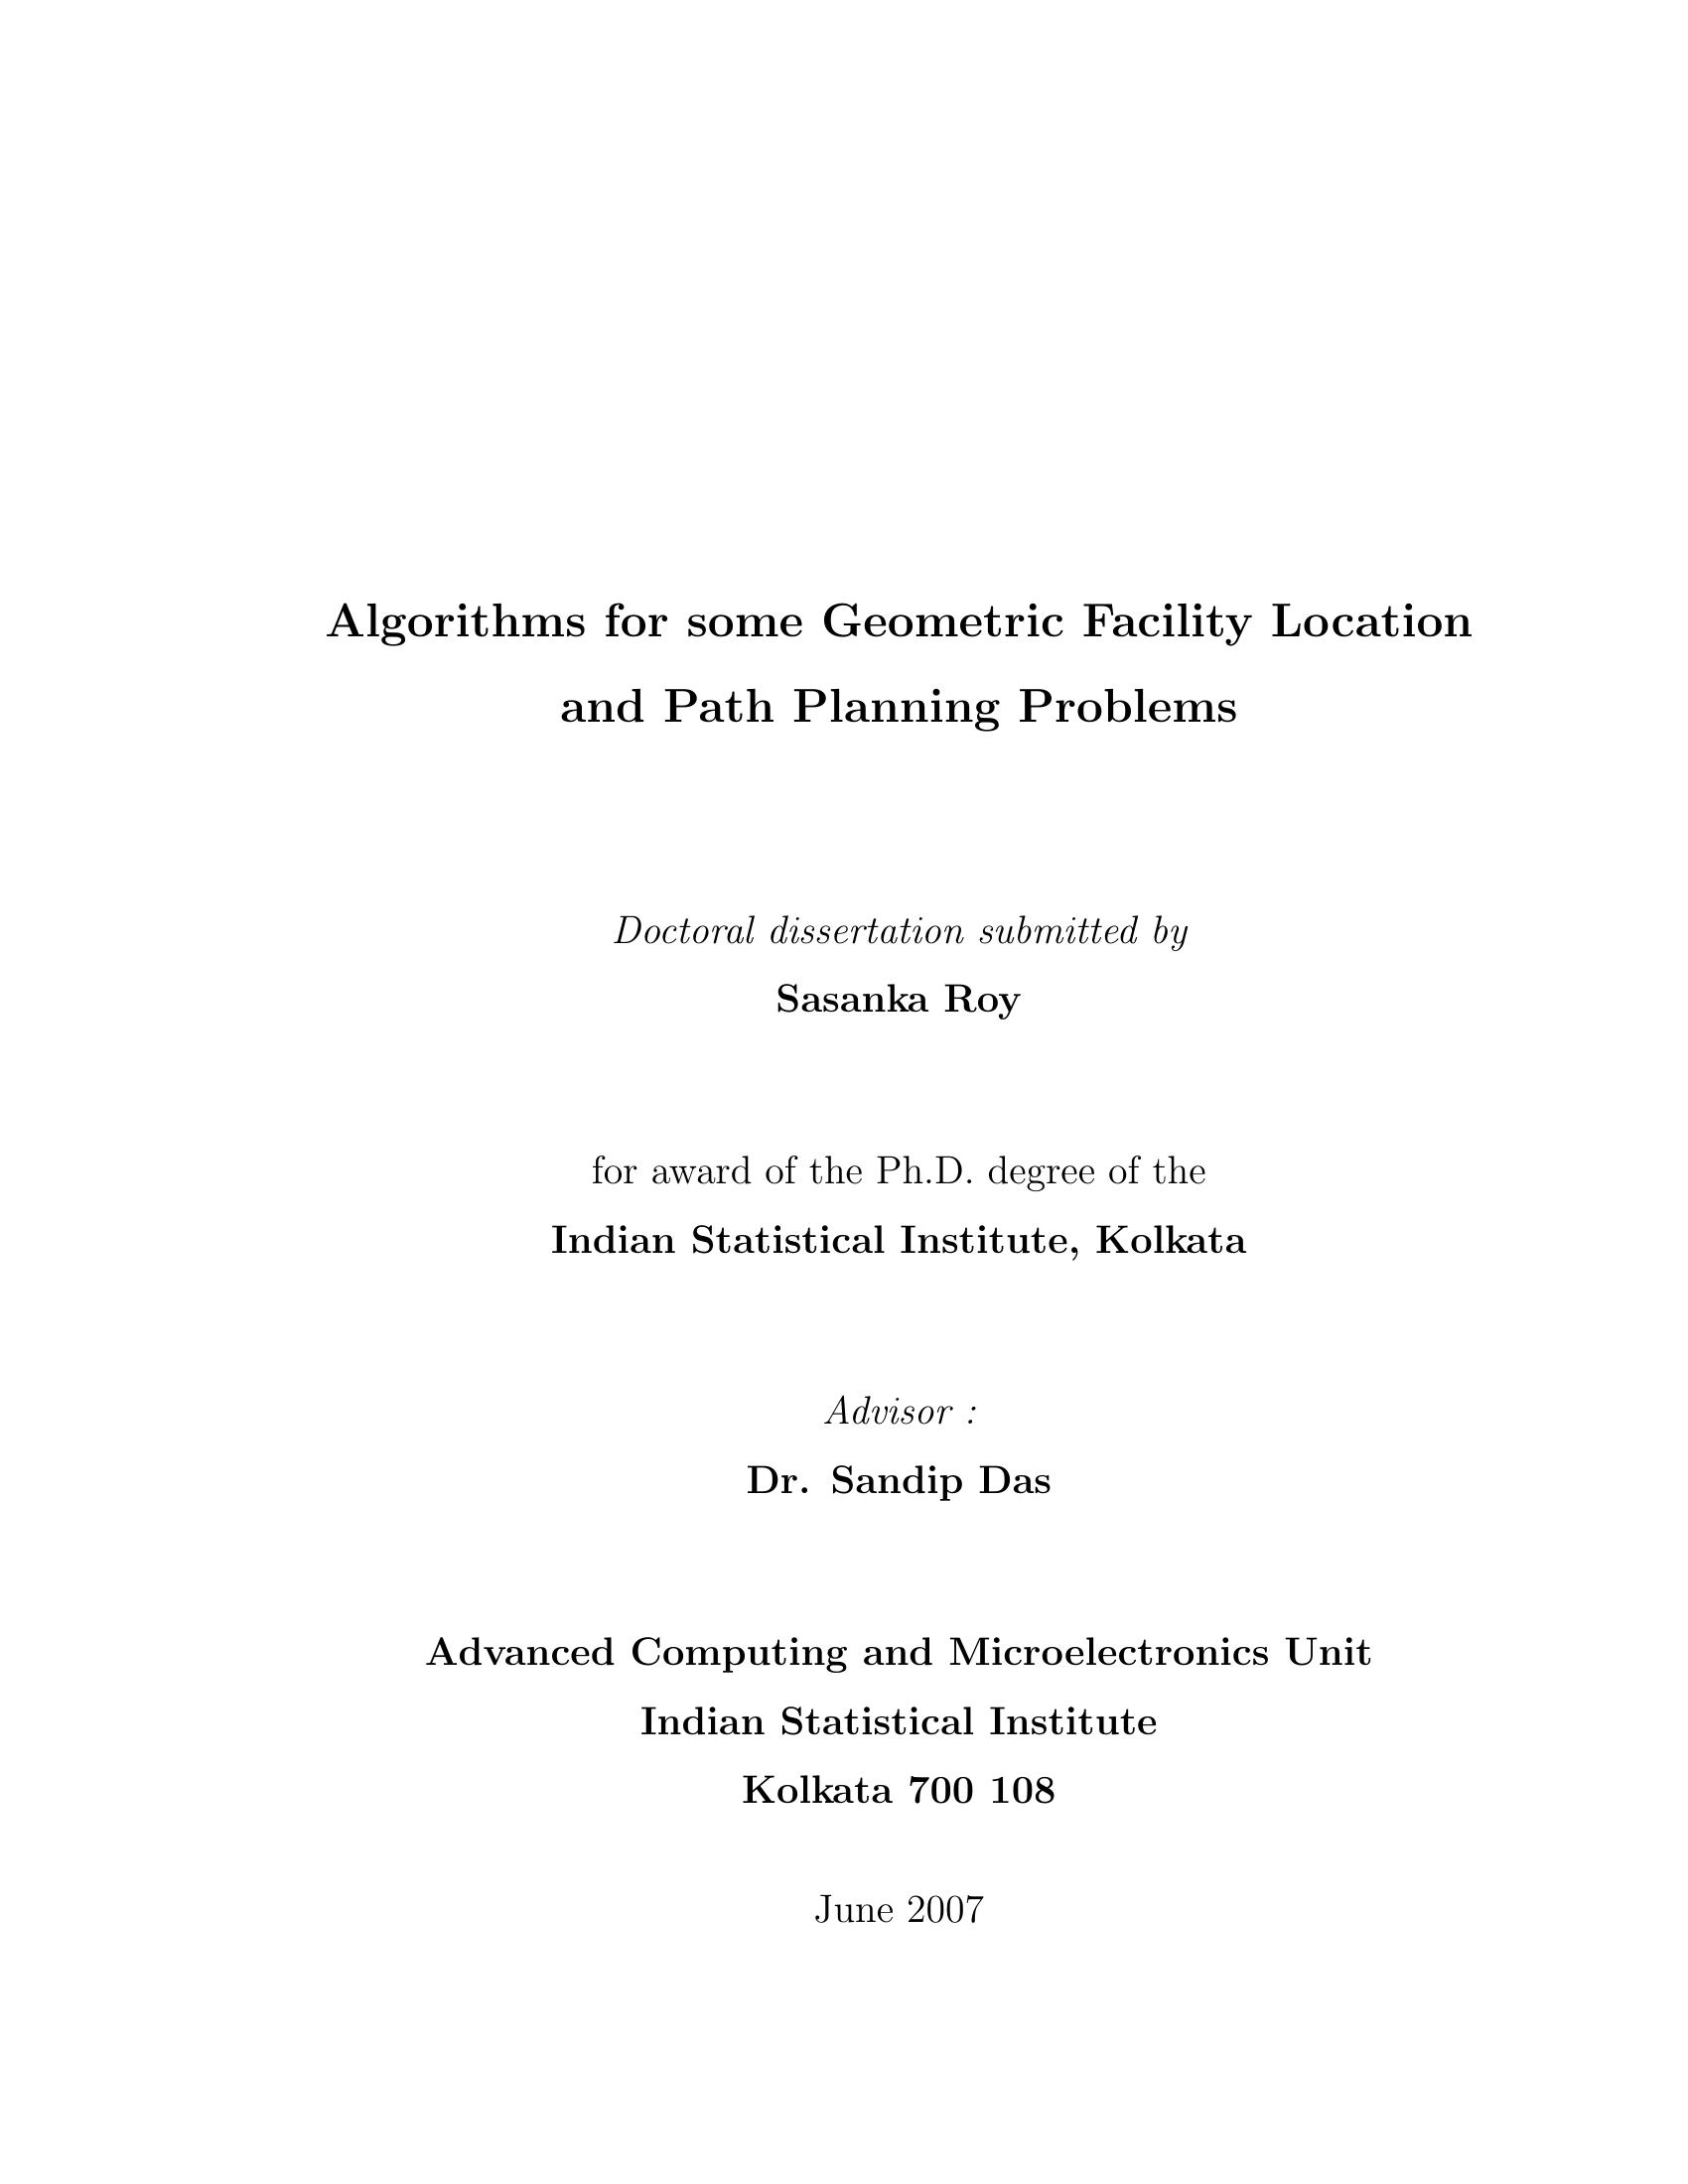 Algorithms for some Geometric Facility Location
and Path Planning Problems
Doctoral dissertation submitted by
Sasanka Roy
for award of the Ph.D. degree of the
Indian Statistical Institute, Kolkata
Advisor :
Dr. Sandip Das
Advanced Computing and Microelectronics Unit
Indian Statistical Institute
Kolkata 700 108
June 2007